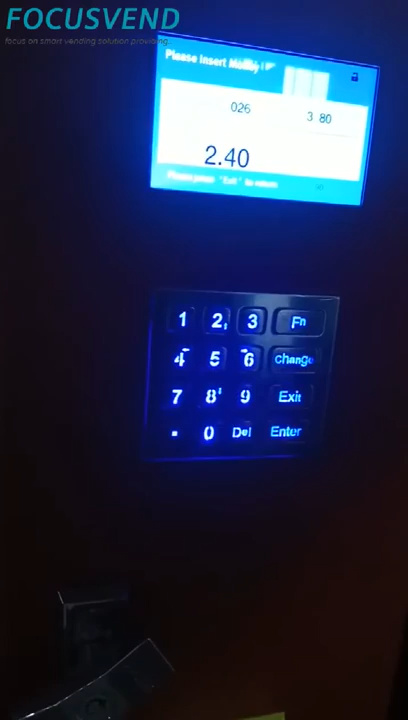 FOCUSVEND
focus on smart vending solution providing
Please Insert Money
026
3.80
2.40
Please press "Exit" to return
1 2 3 Fn
4 5 6 Change
7 8 9 Exit
. 0 Del Enter